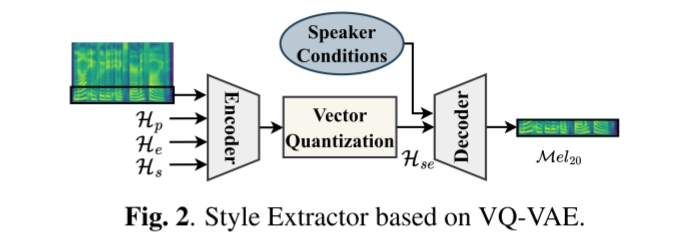 Speaker
Conditions
Encoder
Vector
Quantization
Decoder
ℋp
ℋe
ℋs
ℋse
ℳel20
Fig. 2. Style Extractor based on VQ-VAE.